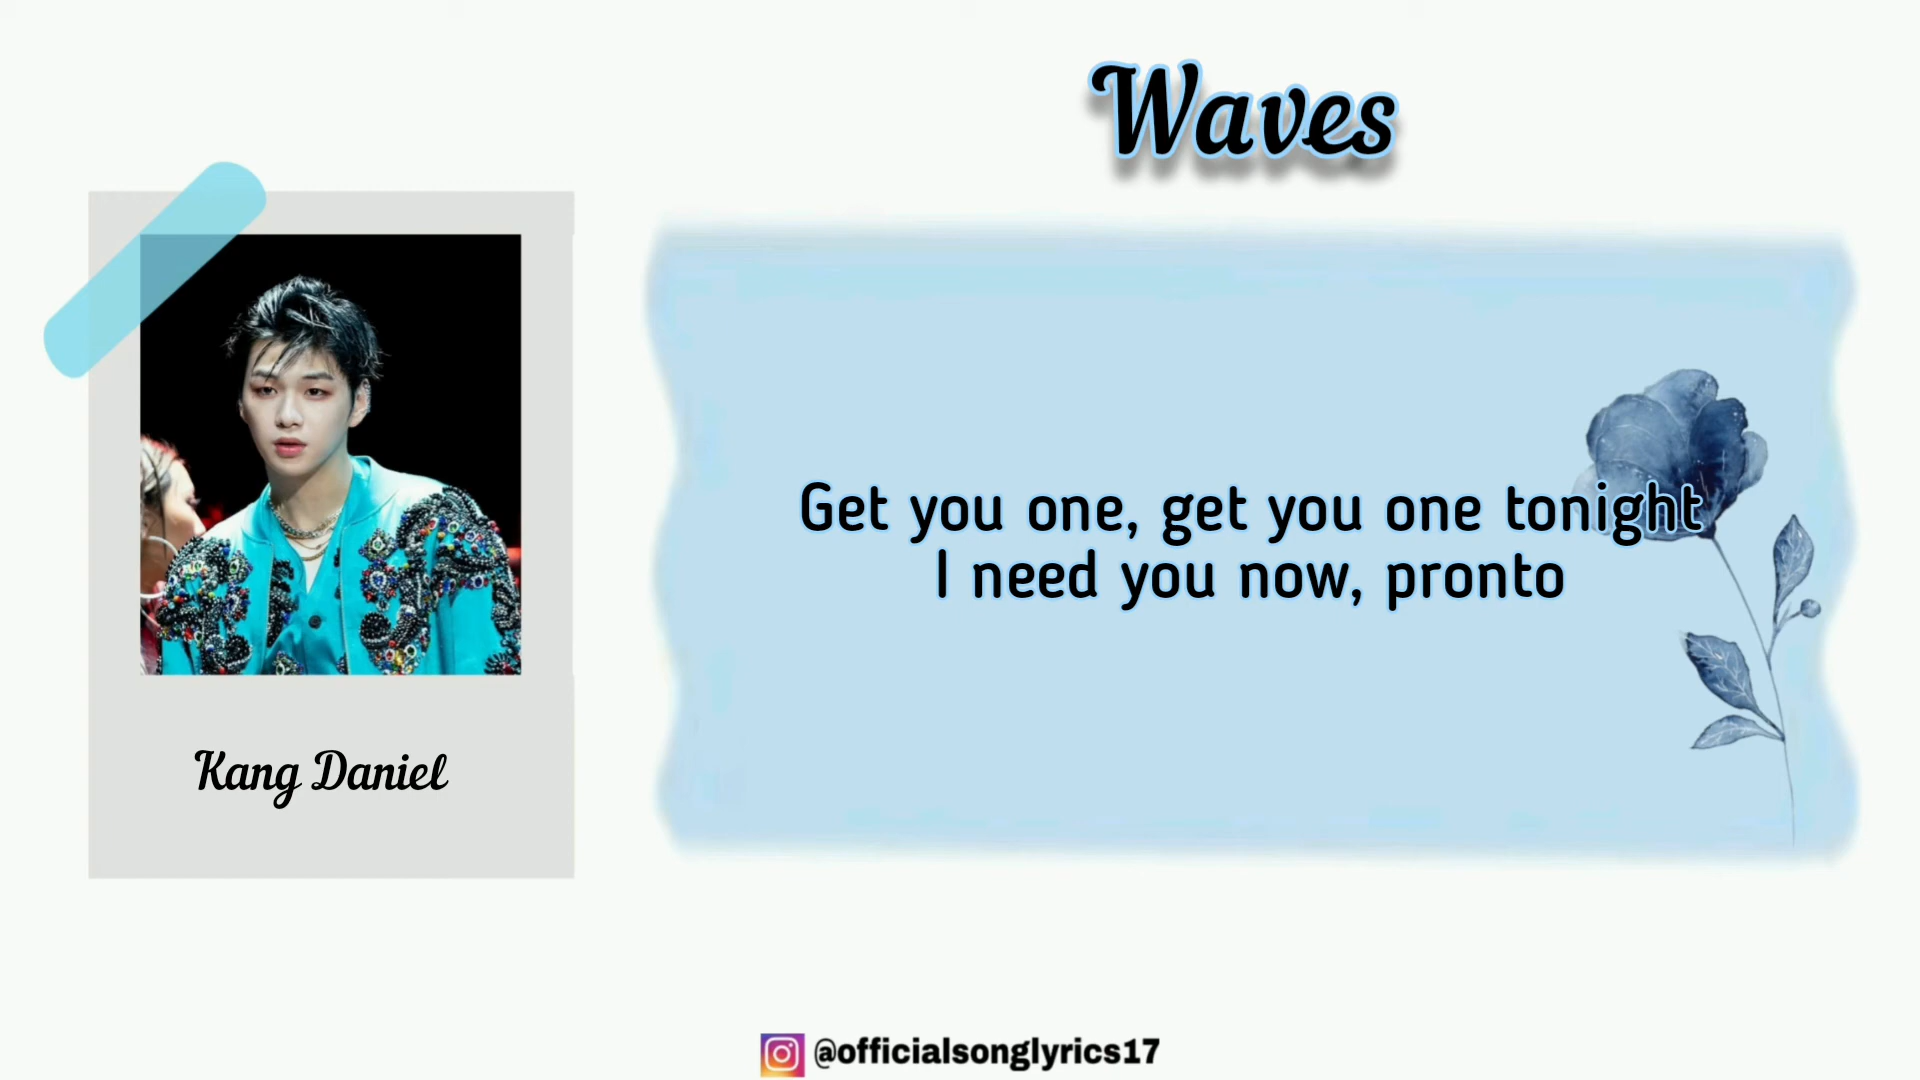 Waves
Get you one, get you one tonight
I need you now, pronto
Kang Daniel
@officialsonglyrics17